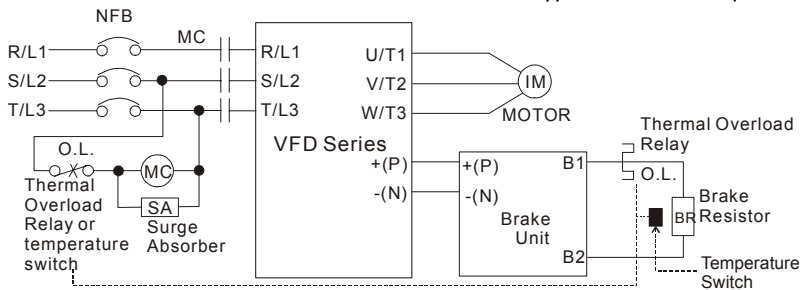 NFB
MC
R/L1
S/L2
T/L3
R/L1
S/L2
T/L3
VFD Series
U/T1
V/T2
W/T3
+(P)
-(N)
IM
MOTOR
O.L.
MC
SA
Surge
Absorber
Thermal
Overload
Relay or
temperature
switch
+(P)
-(N)
Brake
Unit
B1
B2
Thermal Overload
Relay
O.L.
BR
Brake
Resistor
Temperature
Switch